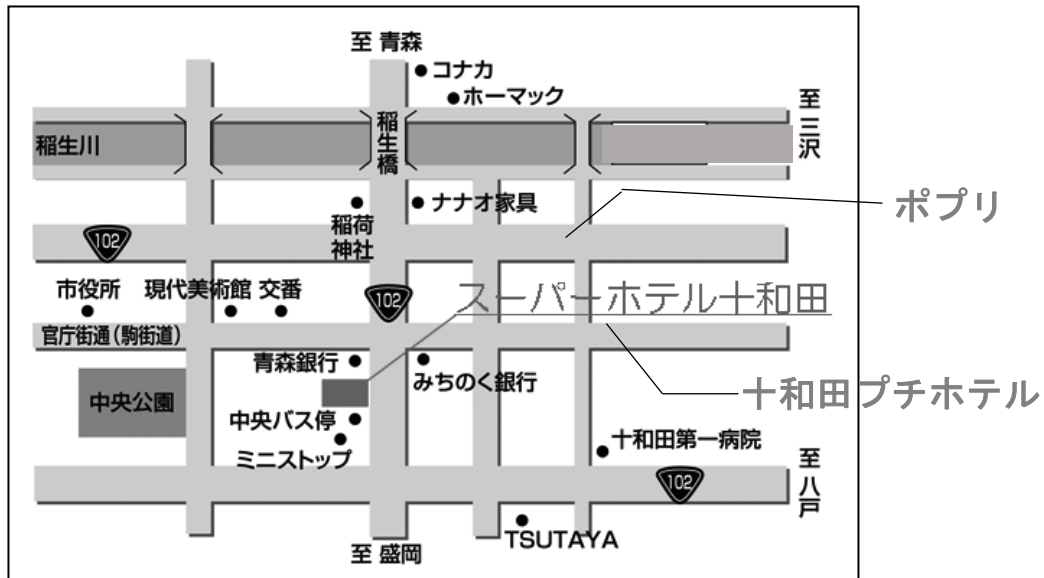 至 青森
コナカ
ホーマック
至 三沢
稲生川
稲生橋
ナナオ家具
ポプリ
稲荷
神社
102
市役所
現代美術館
交番
102
スーパーホテル十和田
官庁街通(駒街道)
青森銀行
みちのく銀行
十和田プチホテル
中央公園
中央バス停
ミニストップ
十和田第一病院
至 八戸
102
TSUTAYA
至 盛岡